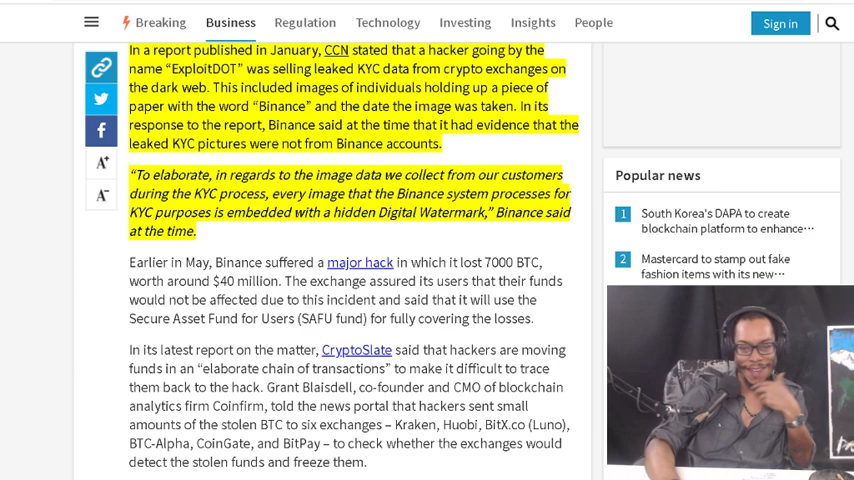 Breaking Business Regulation Technology Investing Insights People Sign in
In a report published in January, CCN stated that a hacker going by the
name “ExploitDOT” was selling leaked KYC data from crypto exchanges on
the dark web. This included images of individuals holding up a piece of
paper with the word “Binance” and the date the image was taken. In its
response to the report, Binance said at the time that it had evidence that the
leaked KYC pictures were not from Binance accounts.
“To elaborate, in regards to the image data we collect from our customers
during the KYC process, every image that the Binance system processes for
KYC purposes is embedded with a hidden Digital Watermark,” Binance said
at the time.
Earlier in May, Binance suffered a major hack in which it lost 7000 BTC,
worth around $40 million. The exchange assured its users that their funds
would not be affected due to this incident and said that it will use the
Secure Asset Fund for Users (SAFU fund) for fully covering the losses.
In its latest report on the matter, CryptoSlate said that hackers are moving
funds in an “elaborate chain of transactions” to make it difficult to trace
them back to the hack. Grant Blaisdell, co-founder and CMO of blockchain
analytics firm Coinfirm, told the news portal that hackers sent small
amounts of the stolen BTC to six exchanges – Kraken, Huobi, BitX.co (Luno),
BTC-Alpha, CoinGate, and BitPay – to check whether the exchanges would
detect the stolen funds and freeze them.
A+
A-
Popular news
1 South Korea's DAPA to create
blockchain platform to enhance…
2 Mastercard to stamp out fake
fashion items with its new…